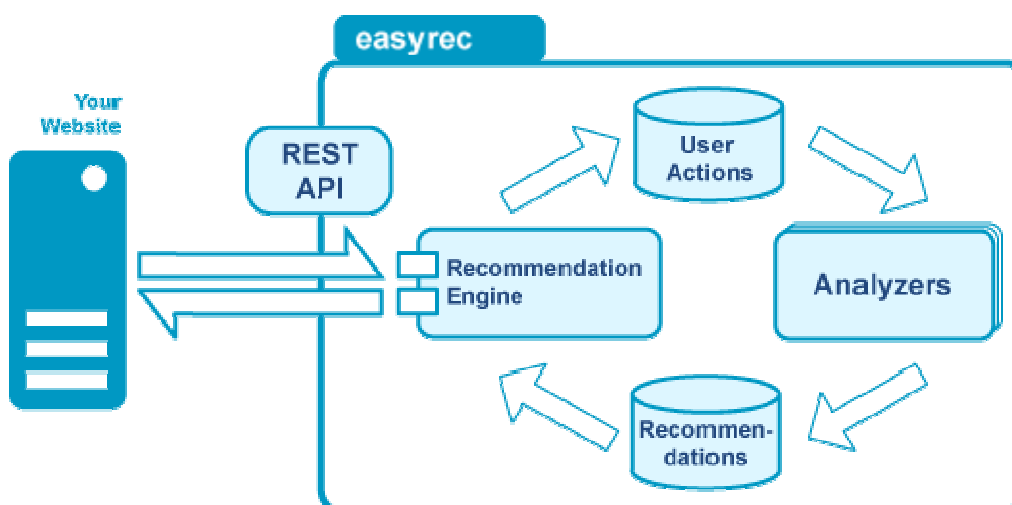 easyrec
Your
Website
REST
API
User
Actions
Recommendation
Engine
Analyzers
Recommen-
dations